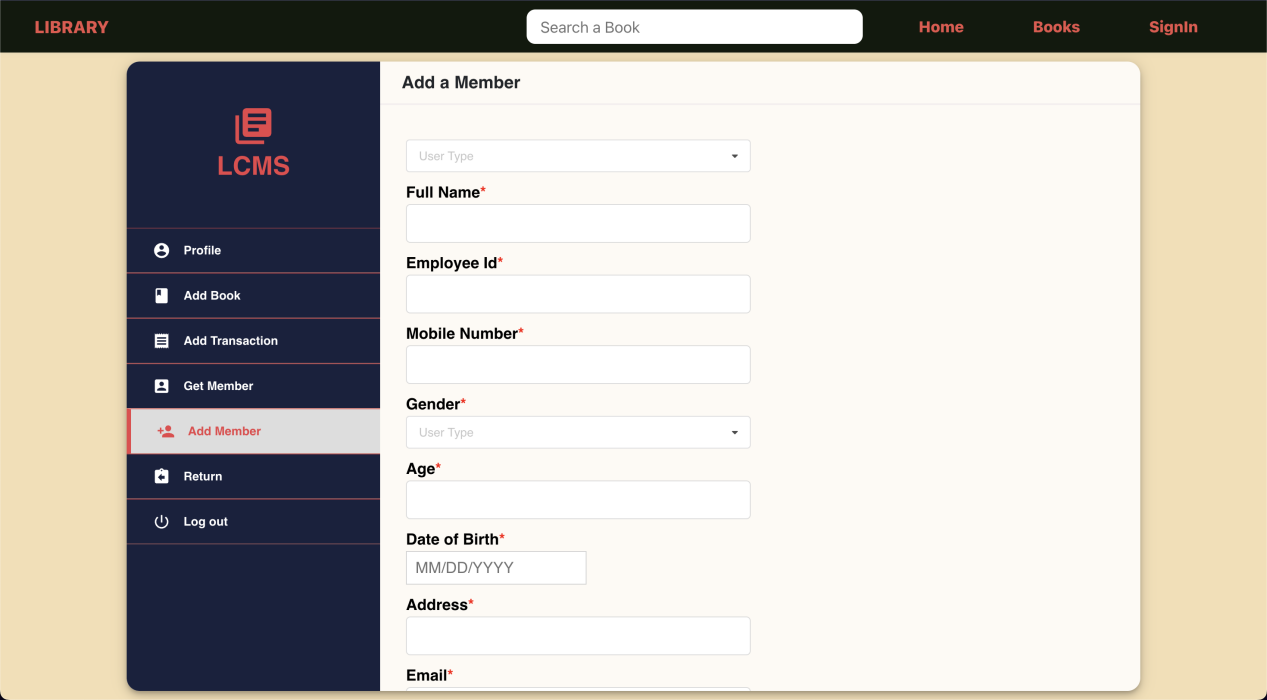 LIBRARY
Search a Book
Home
Books
SignIn
LCMS
Profile
Add Book
Add Transaction
Get Member
Add Member
Return
Log out
Add a Member
User Type
Full Name*
Employee Id*
Mobile Number*
Gender*
User Type
Age*
Date of Birth*
MM/DD/YYYY
Address*
Email*